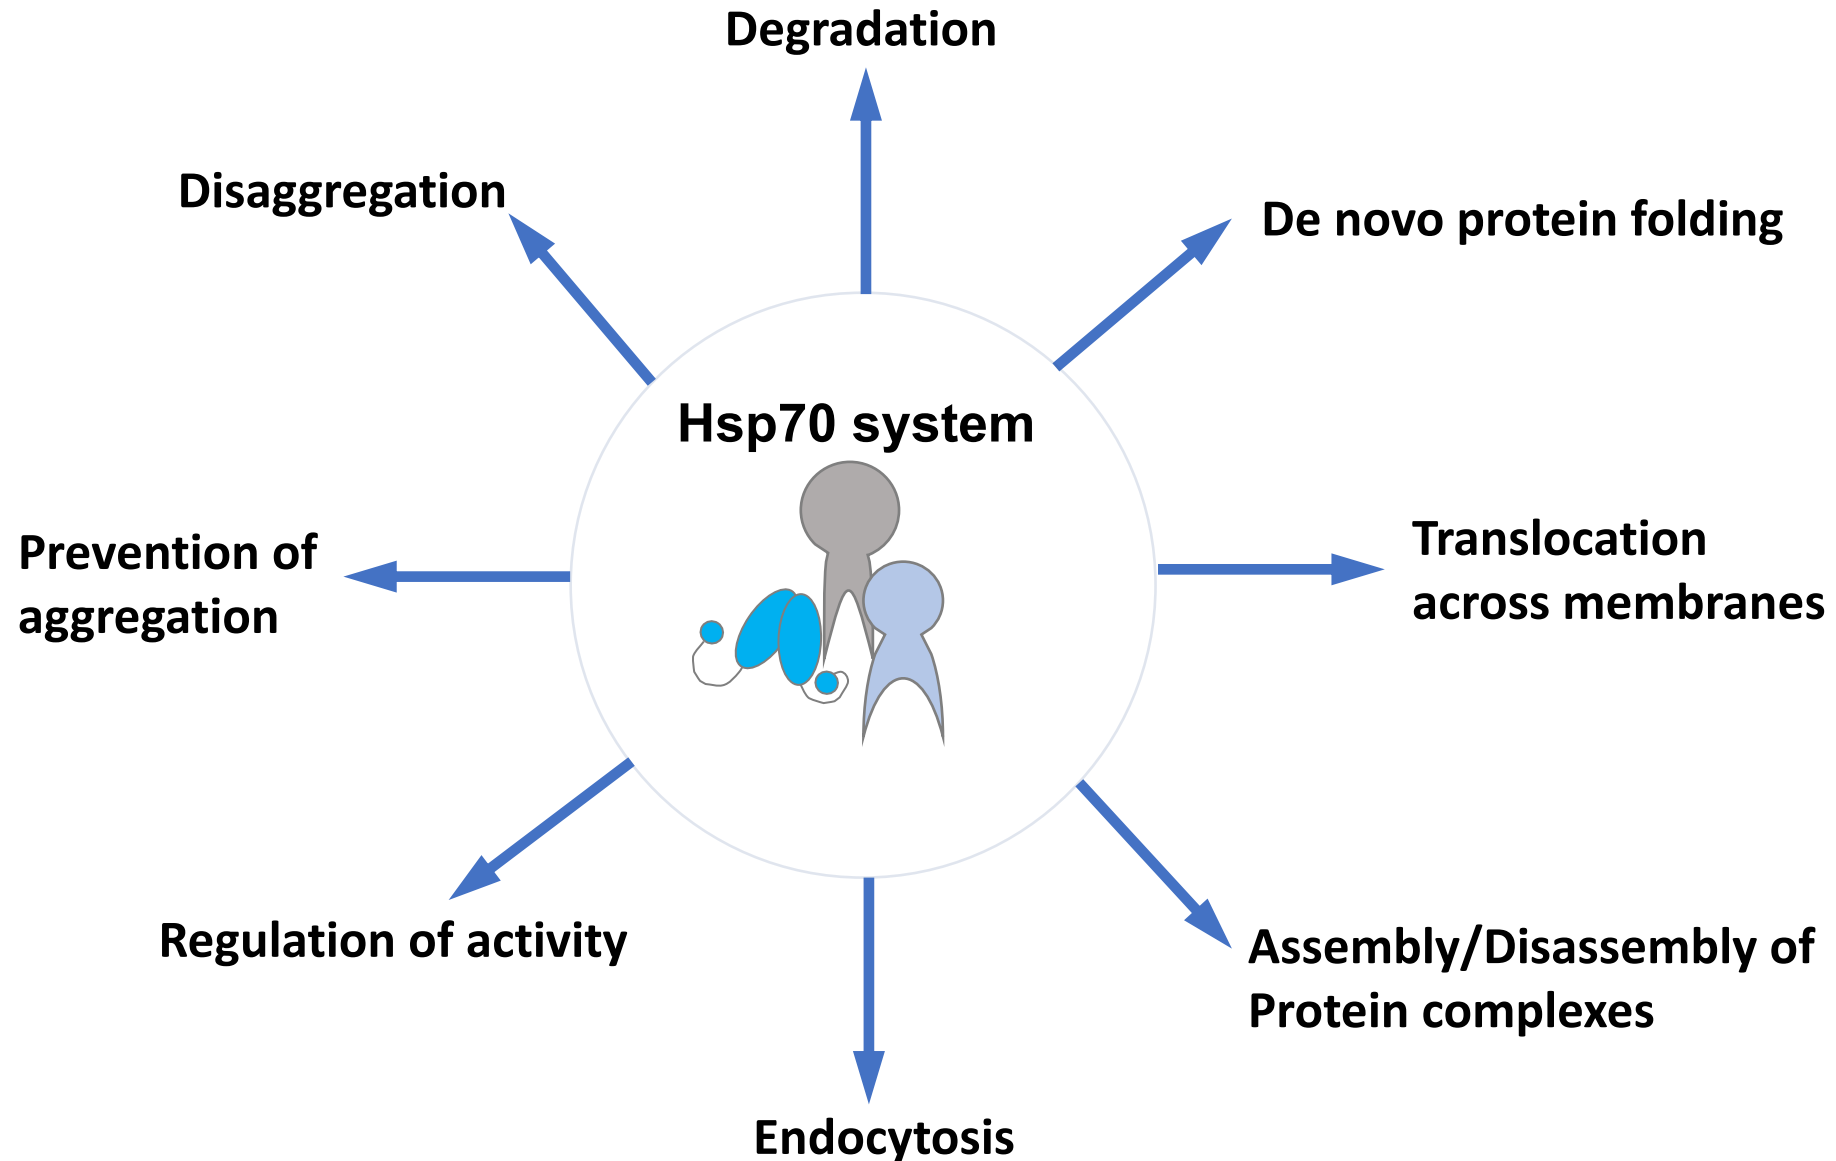 Degradation
Disaggregation
De novo protein folding
Hsp70 system
Prevention of
aggregation
Translocation
across membranes
Regulation of activity
Assembly/Disassembly of
Protein complexes
Endocytosis